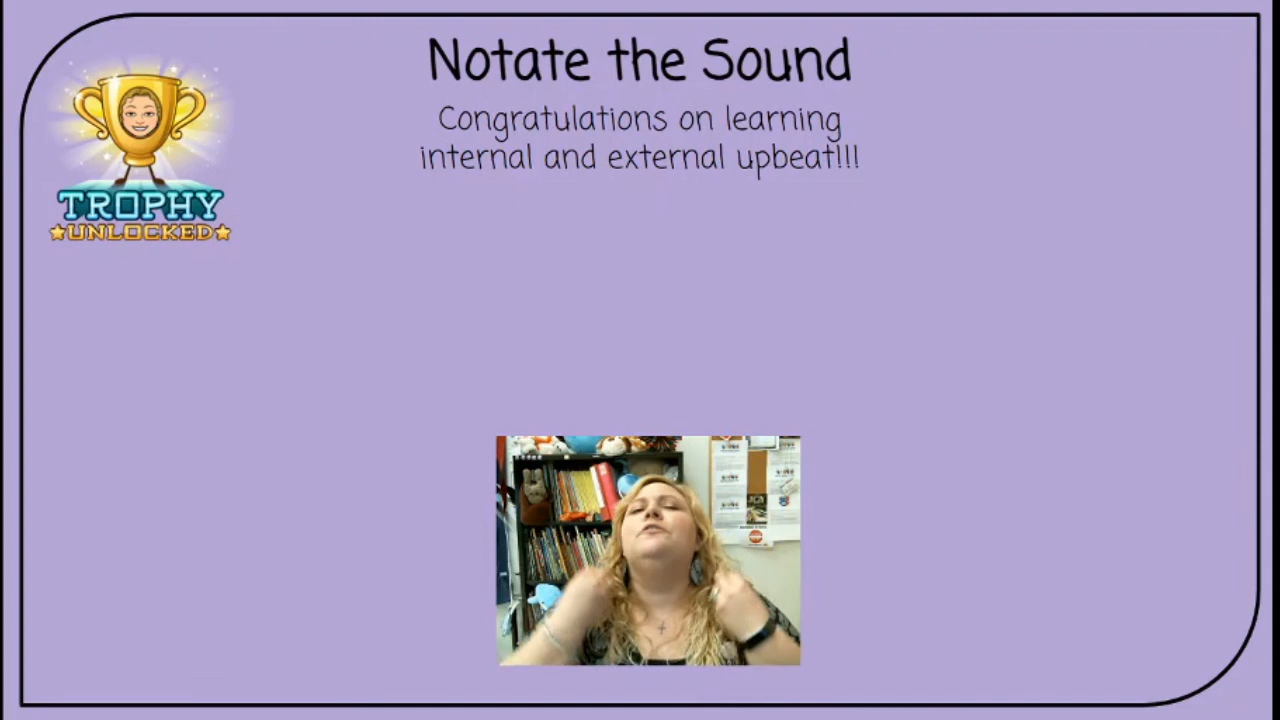 Notate the Sound
Congratulations on learning
internal and external upbeat!!!
TROPHY
UNLOCKED